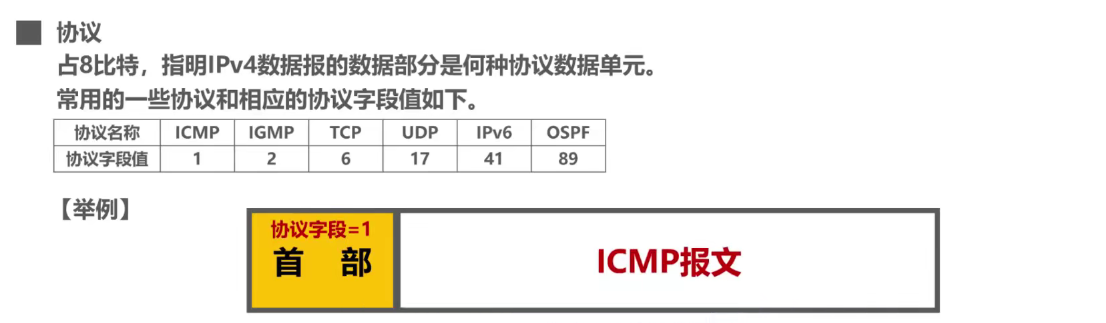 协议
占8比特，指明IPv4数据报的数据部分是何种协议数据单元。
常用的一些协议和相应的协议字段值如下。
协议名称 ICMP IGMP TCP UDP IPv6 OSPF
协议字段值 1 2 6 17 41 89
【举例】
协议字段=1
首 部
ICMP报文